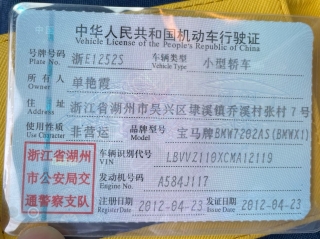 中华人民共和国机动车行驶证
Vehicle License of the People's Republic of China
号牌号码 浙E1252S 车辆类型 小型轿车
Plate No. Vehicle Type
所有人 单艳霞
Owner
住址 浙江省湖州市吴兴区埭溪镇乔溪村张村7号
Address
使用性质 非营运 品牌型号 宝马牌BMW7202AS(BMWX1)
Use Character Model
浙江省湖州
市公安局交
通警察支队
车辆识别代号 LBVVZ110XCMA12119
VIN
发动机号码 A584J117
Engine No.
注册日期 2012-04-23 发证日期 2012-04-23
Register Date Issue Date